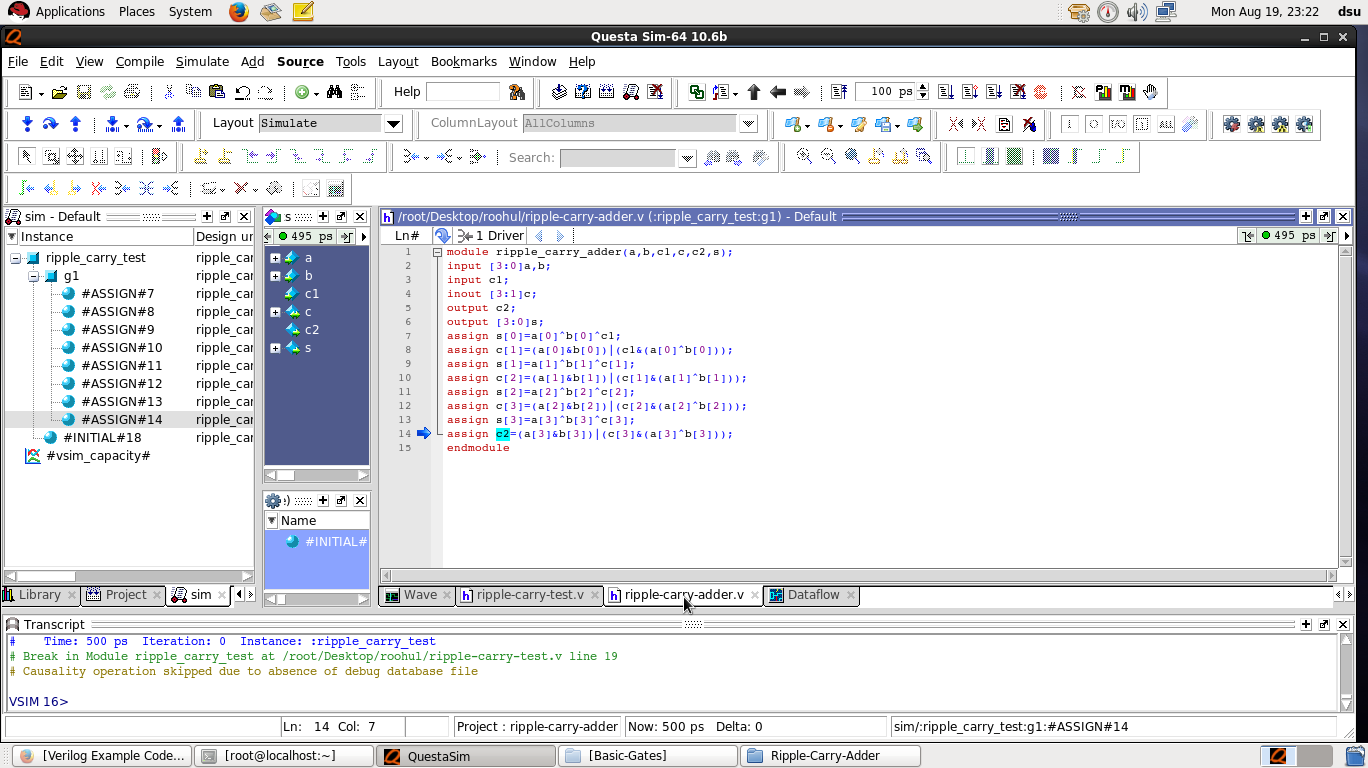 Applications Places System Mon Aug 19, 23:22 dsu
Questa Sim-64 10.6b
File Edit View Compile Simulate Add Source Tools Layout Bookmarks Window Help
Help 100 ps
Layout Simulate ColumnLayout AllColumns
Search:
sim - Default
Instance Design ur
ripple_carry_test ripple_car
g1 ripple_car
#ASSIGN#7 ripple_car
#ASSIGN#8 ripple_car
#ASSIGN#9 ripple_car
#ASSIGN#10 ripple_car
#ASSIGN#11 ripple_car
#ASSIGN#12 ripple_car
#ASSIGN#13 ripple_car
#ASSIGN#14 ripple_car
#INITIAL#18 ripple_car
#vsim_capacity#
Library Project sim
s
495 ps
a
b
c1
c
c2
s
Name
#INITIAL#
/root/Desktop/roohul/ripple-carry-adder.v (:ripple_carry_test:g1) - Default
Ln# 1 Driver 495 ps
1 module ripple_carry_adder(a,b,c1,c,c2,s);
2 input [3:0]a,b;
3 input c1;
4 inout [3:1]c;
5 output c2;
6 output [3:0]s;
7 assign s[0]=a[0]^b[0]^c1;
8 assign c[1]=(a[0]&b[0])|(c1&(a[0]^b[0]));
9 assign s[1]=a[1]^b[1]^c[1];
10 assign c[2]=(a[1]&b[1])|(c[1]&(a[1]^b[1]));
11 assign s[2]=a[2]^b[2]^c[2];
12 assign c[3]=(a[2]&b[2])|(c[2]&(a[2]^b[2]));
13 assign s[3]=a[3]^b[3]^c[3];
14 assign c2=(a[3]&b[3])|(c[3]&(a[3]^b[3]));
15 endmodule
Wave ripple-carry-test.v ripple-carry-adder.v Dataflow
Transcript
# Time: 500 ps Iteration: 0 Instance: :ripple_carry_test
# Break in Module ripple_carry_test at /root/Desktop/roohul/ripple-carry-test.v line 19
# Causality operation skipped due to absence of debug database file
VSIM 16>
Ln: 14 Col: 7 Project : ripple-carry-adder Now: 500 ps Delta: 0 sim/:ripple_carry_test:g1:#ASSIGN#14
[Verilog Example Code... [root@localhost:~] QuestaSim [Basic-Gates] Ripple-Carry-Adder